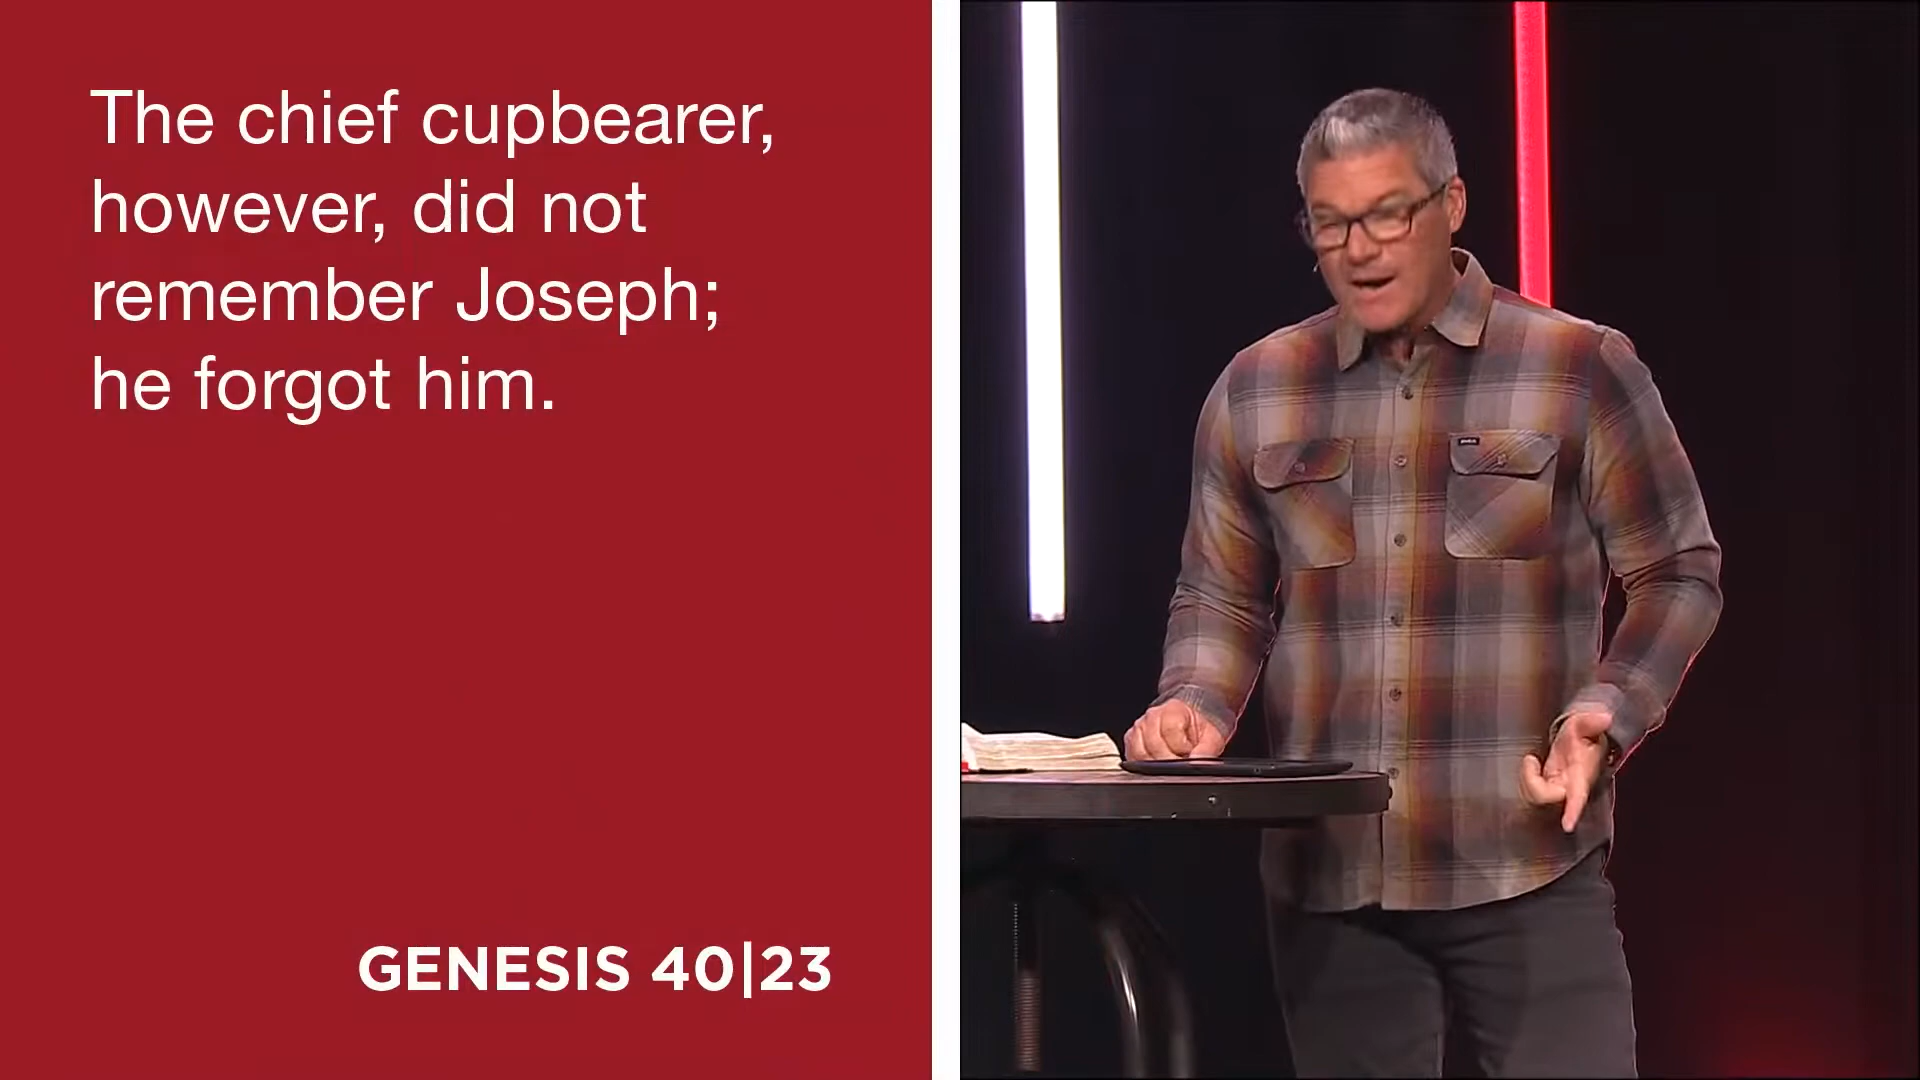 The chief cupbearer,
however, did not
remember Joseph;
he forgot him.
GENESIS 40|23